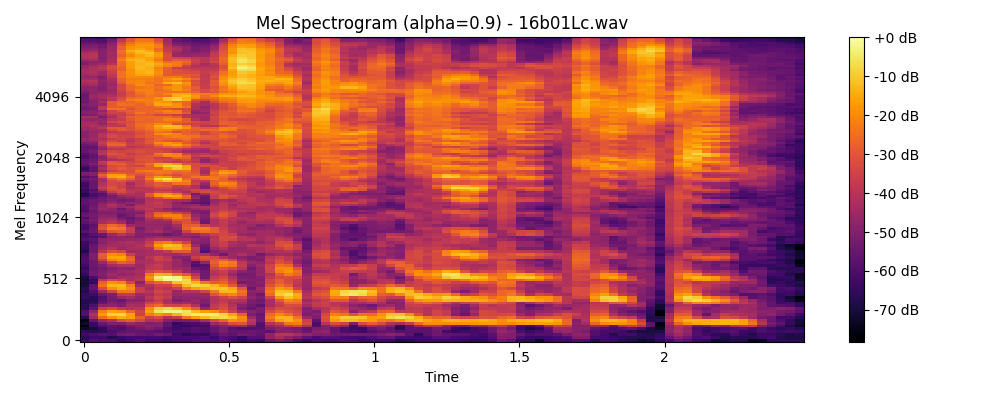 Mel Spectrogram (alpha=0.9) - 16b01Lc.wav
Mel Frequency
4096
2048
1024
512
0
0
0.5
1
1.5
2
Time
+0 dB
-10 dB
-20 dB
-30 dB
-40 dB
-50 dB
-60 dB
-70 dB